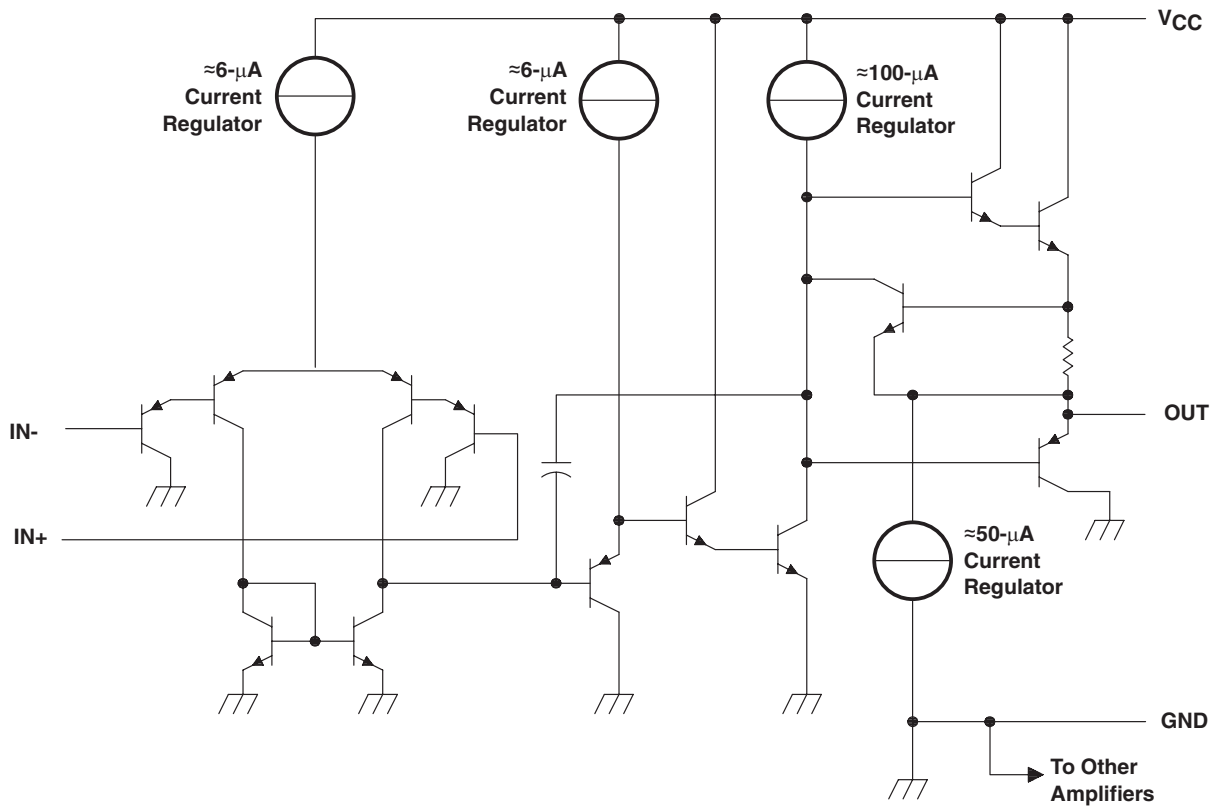 VCC
≈6-μA
Current
Regulator
≈6-μA
Current
Regulator
≈100-μA
Current
Regulator
IN-
OUT
IN+
≈50-μA
Current
Regulator
GND
To Other
Amplifiers